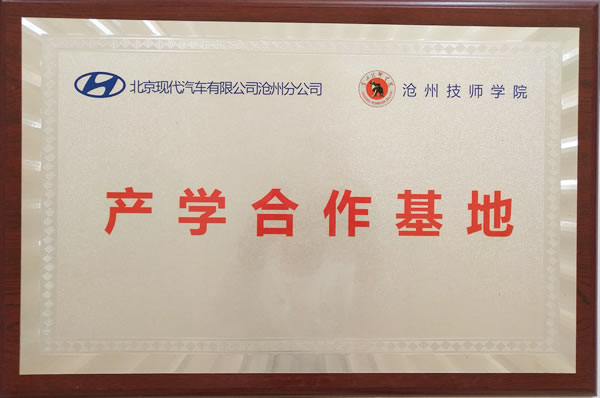 北京现代汽车有限公司沧州分公司
沧州技师学院
产学合作基地